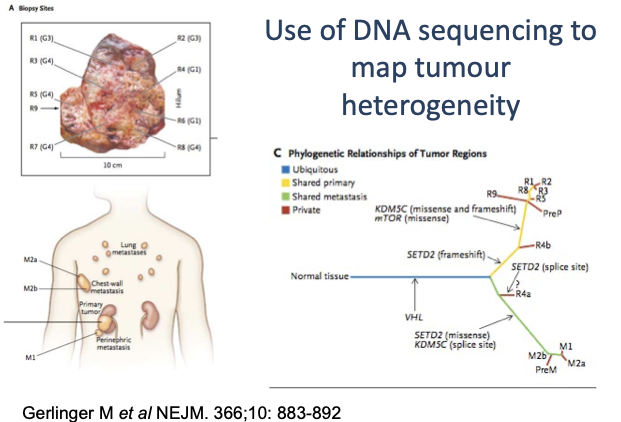 A Biopsy Sites
R1 (G3)
R2 (G3)
R3 (G4)
R4 (G1)
R5 (G4)
R9
Hilum
R6 (G1)
R7 (G4)
R8 (G4)
10 cm
Lung
metastases
M2a
Chest-wall
metastasis
M2b
Primary
tumor
Perinephric
metastasis
M1
Use of DNA sequencing to
map tumour
heterogeneity
C Phylogenetic Relationships of Tumor Regions
Ubiquitous
Shared primary
Shared metastasis
Private
R1 R2
R8 R3
R9 R5
PreP
KDM5C (missense and frameshift)
mTOR (missense)
R4b
SETD2 (frameshift)
SETD2 (splice site)
?
R4a
Normal tissue
VHL
SETD2 (missense)
KDM5C (splice site)
M1
M2b
M2a
PreM
Gerlinger M et al NEJM. 366;10: 883-892